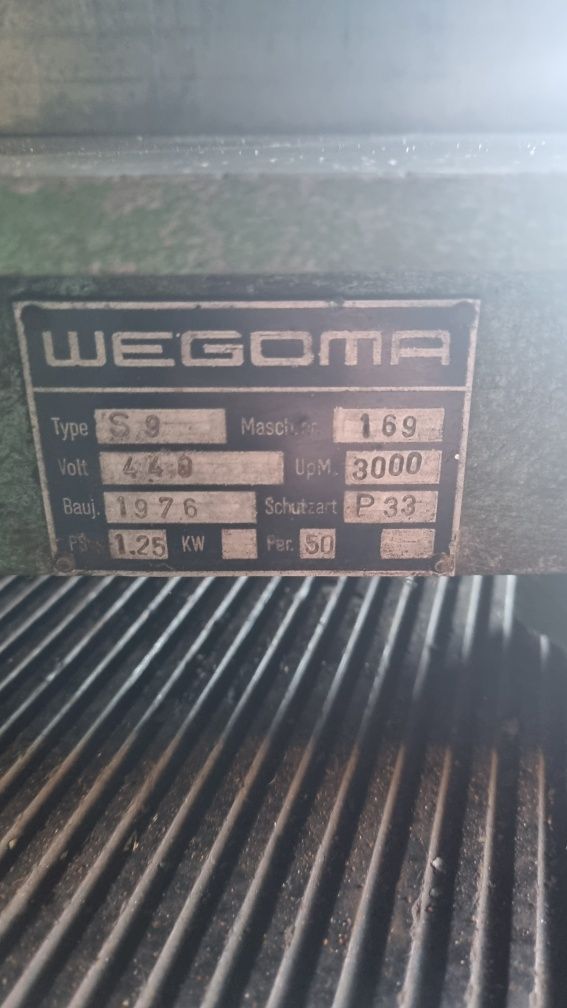 WEGOMA
Type S 9 Masch.nr. 169
Volt 440 UpM. 3000
Bauj. 1976 Schutzart P 33
PS 1.25 KW Per. 50